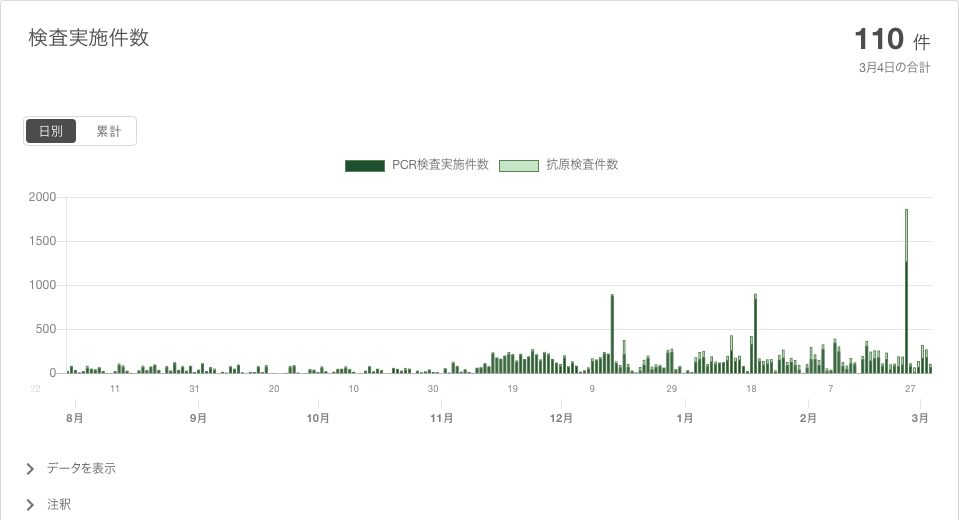 検査実施件数
110 件
3月4日の合計
日別 累計
PCR検査実施件数 抗原検査件数
2000
1500
1000
500
0
22 11 31 20 10 30 19 9 29 18 7 27
8月 9月 10月 11月 12月 1月 2月 3月
データを表示
注釈